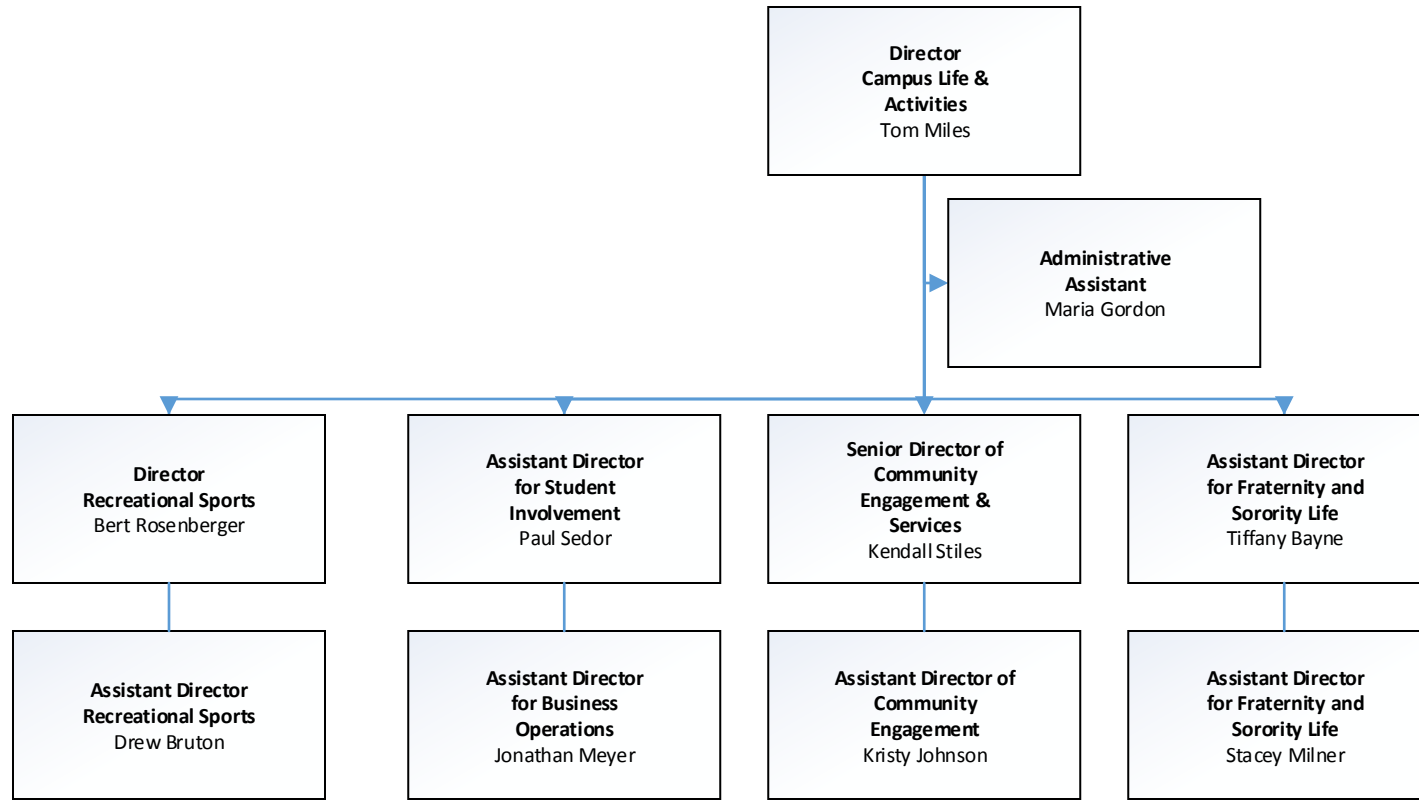 Director
Campus Life &
Activities
Tom Miles
Administrative
Assistant
Maria Gordon
Director
Recreational Sports
Bert Rosenberger
Assistant Director
for Student
Involvement
Paul Sedor
Senior Director of
Community
Engagement &
Services
Kendall Stiles
Assistant Director
for Fraternity and
Sorority Life
Tiffany Bayne
Assistant Director
Recreational Sports
Drew Bruton
Assistant Director
for Business
Operations
Jonathan Meyer
Assistant Director of
Community
Engagement
Kristy Johnson
Assistant Director
for Fraternity and
Sorority Life
Stacey Milner